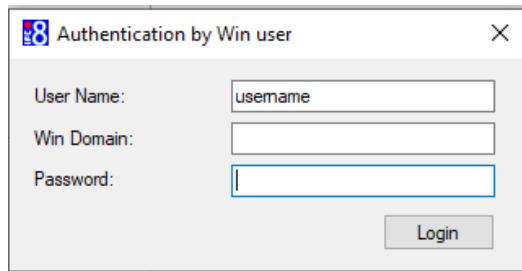 Authentication by Win user
User Name: username
Win Domain:
Password:
Login